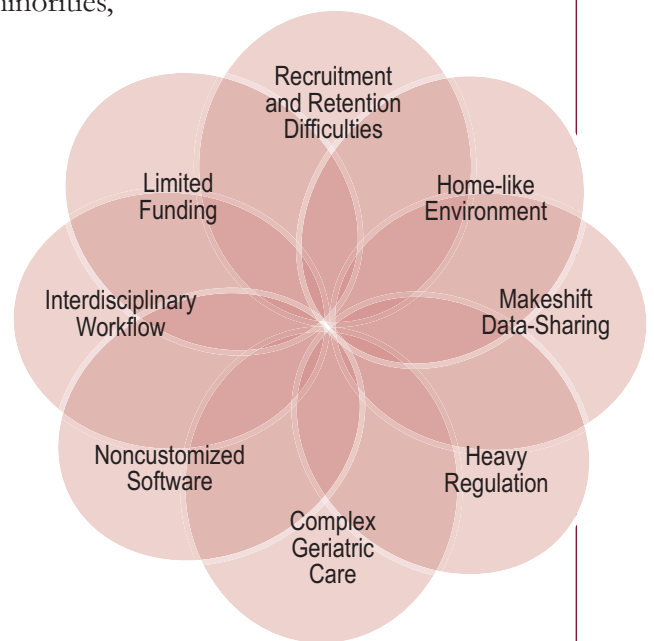 minorities,
Recruitment
and Retention
Difficulties
Limited
Funding
Home-like
Environment
Interdisciplinary
Workflow
Makeshift
Data-Sharing
Noncustomized
Software
Heavy
Regulation
Complex
Geriatric
Care